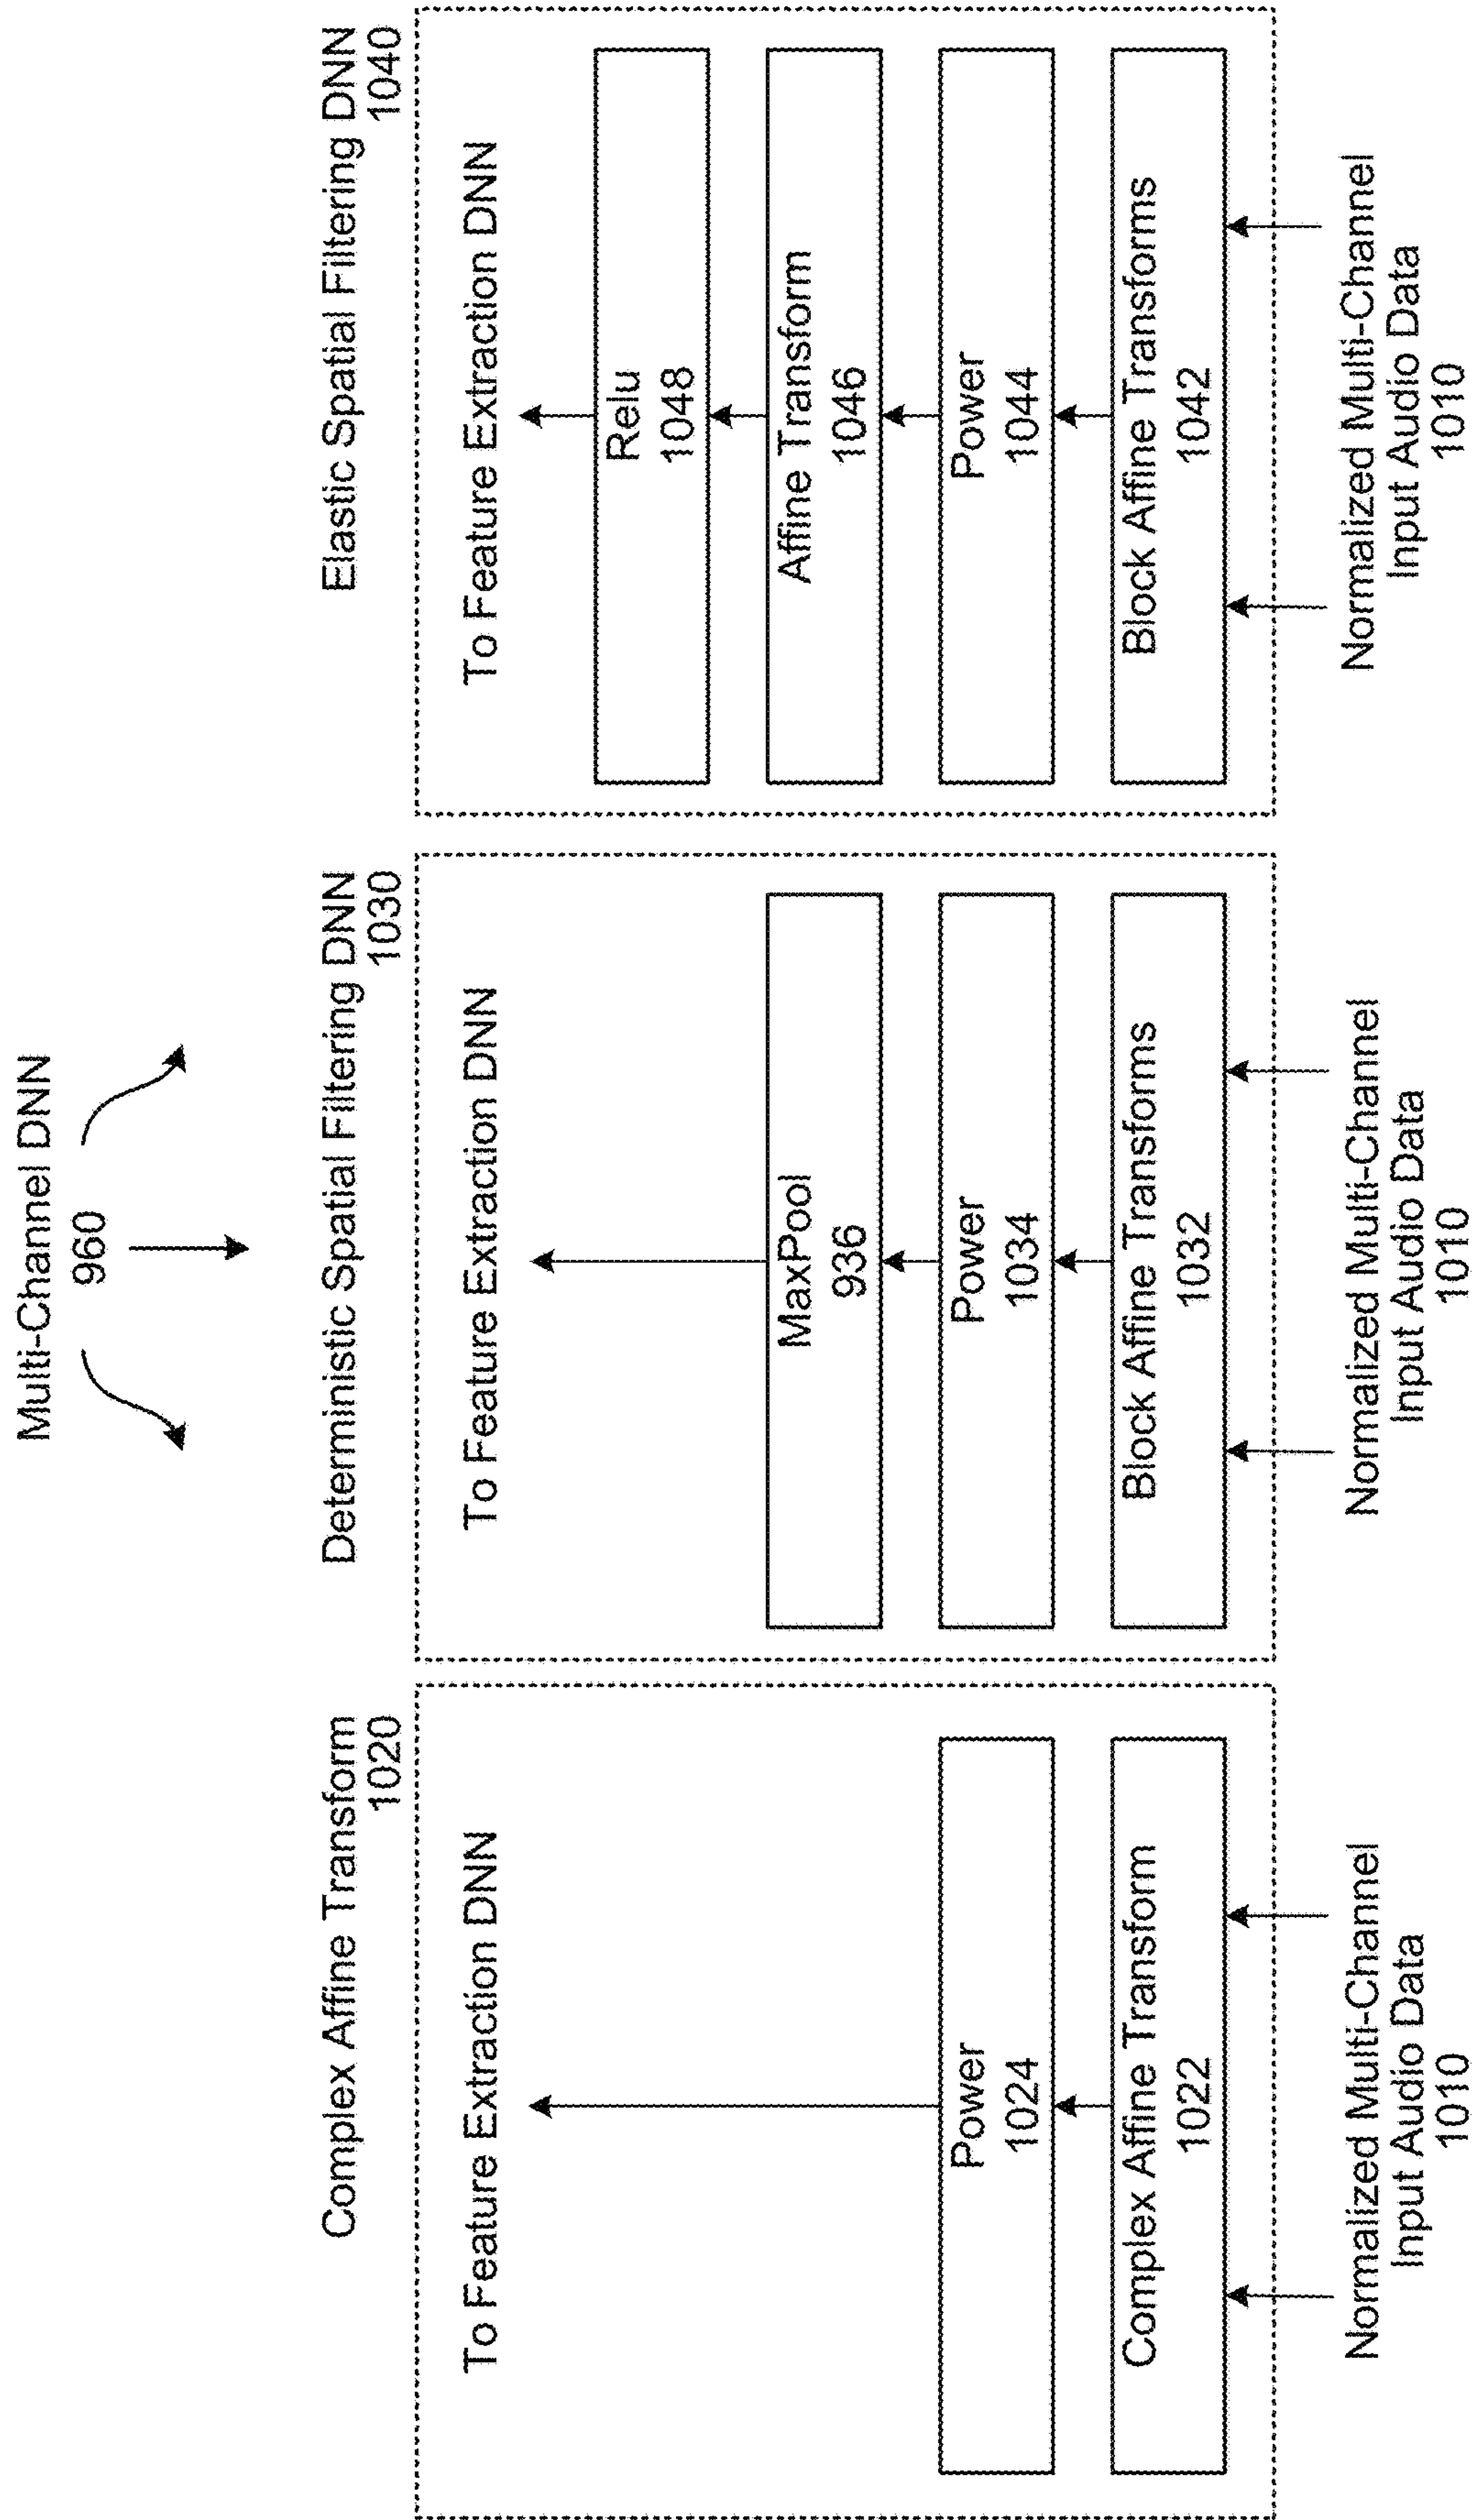 Multi-Channel DNN
960
Complex Affine Transform
1020
To Feature Extraction DNN
Power
1024
Complex Affine Transform
1022
Normalized Multi-Channel
Input Audio Data
1010
Deterministic Spatial Filtering DNN
1030
To Feature Extraction DNN
MaxPool
936
Power
1034
Block Affine Transforms
1032
Normalized Multi-Channel
Input Audio Data
1010
Elastic Spatial Filtering DNN
1040
To Feature Extraction DNN
Relu
1048
Affine Transform
1046
Power
1044
Block Affine Transforms
1042
Normalized Multi-Channel
Input Audio Data
1010